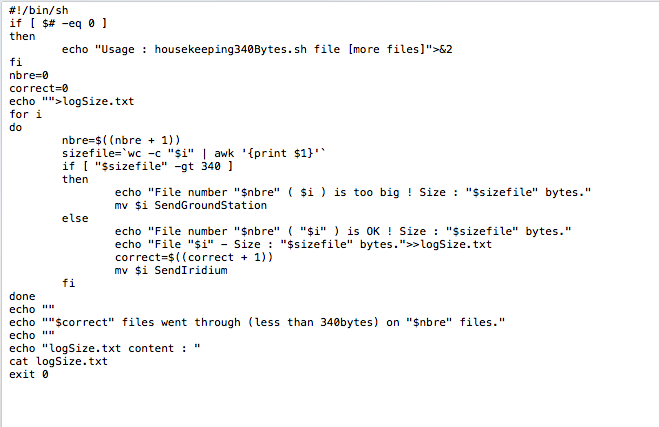 #!/bin/sh
if [ $# -eq 0 ]
then
        echo "Usage : housekeeping340Bytes.sh file [more files]">&2
fi
nbre=0
correct=0
echo "">logSize.txt
for i
do
        nbre=$((nbre + 1))
        sizefile=`wc -c "$i" | awk '{print $1}'`
        if [ "$sizefile" -gt 340 ]
        then
                echo "File number "$nbre" ( $i ) is too big ! Size : "$sizefile" bytes."
                mv $i SendGroundStation
        else
                echo "File number "$nbre" ( "$i" ) is OK ! Size : "$sizefile" bytes."
                echo "File "$i" - Size : "$sizefile" bytes.">>logSize.txt
                correct=$((correct + 1))
                mv $i SendIridium
        fi
done
echo ""
echo ""$correct" files went through (less than 340bytes) on "$nbre" files."
echo ""
echo "logSize.txt content : "
cat logSize.txt
exit 0